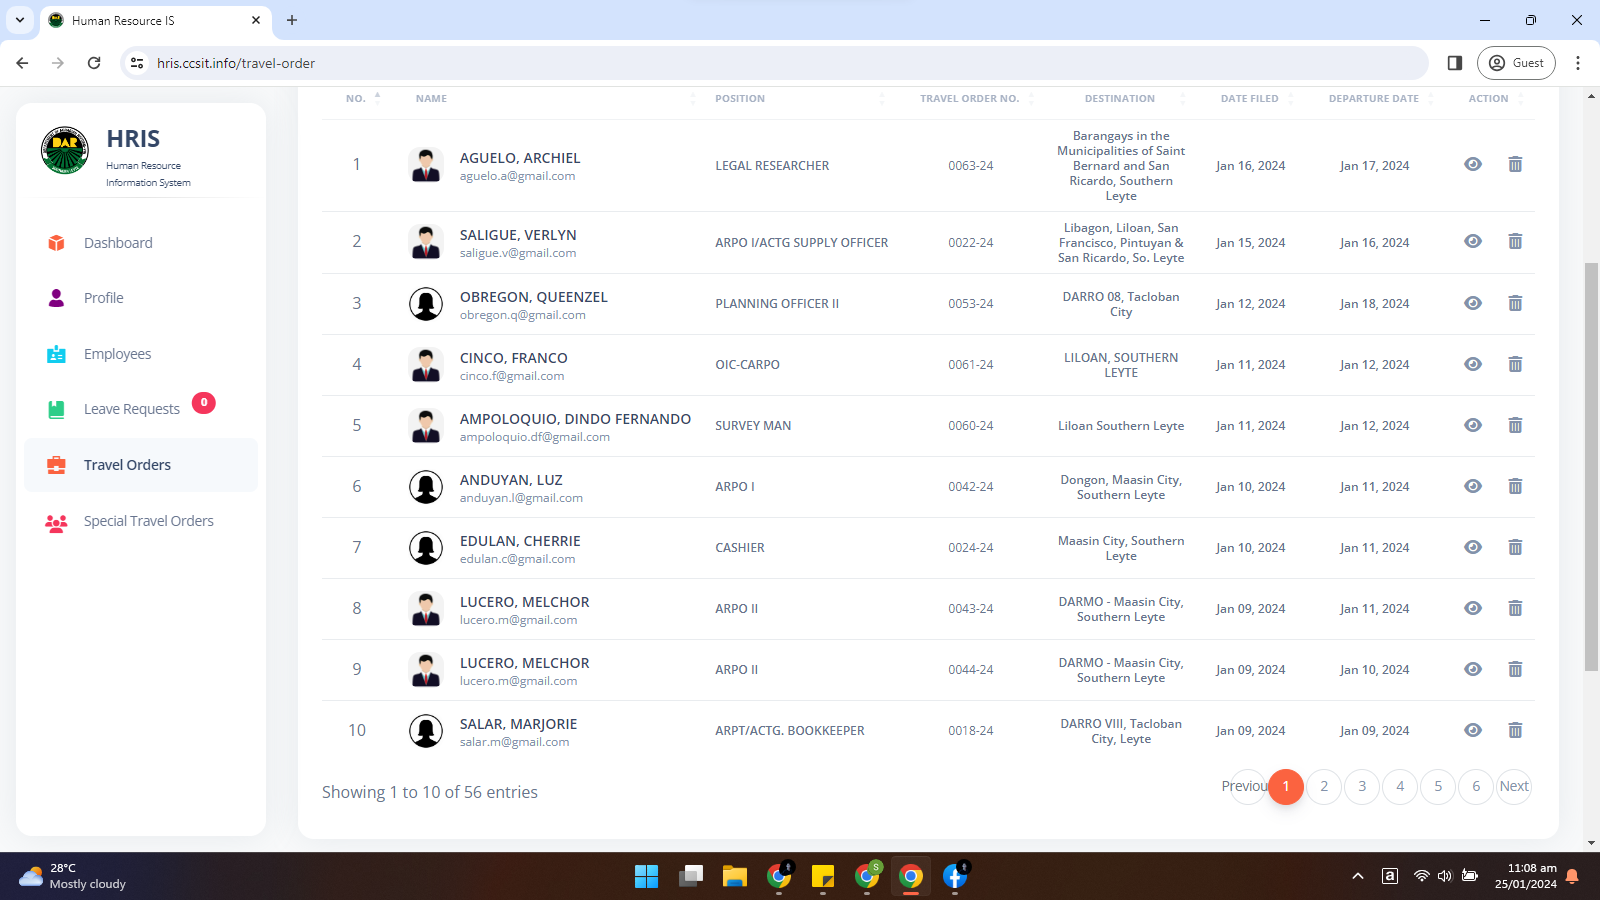 Human Resource IS
hris.ccsit.info/travel-order
Guest
DAR
HRIS
Human Resource
Information System
Dashboard
Profile
Employees
Leave Requests 0
Travel Orders
Special Travel Orders
NO. NAME POSITION TRAVEL ORDER NO. DESTINATION DATE FILED DEPARTURE DATE ACTION
1 AGUELO, ARCHIEL
aguelo.a@gmail.com
LEGAL RESEARCHER 0063-24
Barangays in the
Municipalities of Saint
Bernard and San
Ricardo, Southern
Leyte
Jan 16, 2024 Jan 17, 2024
2 SALIGUE, VERLYN
saligue.v@gmail.com
ARPO I/ACTG SUPPLY OFFICER 0022-24
Libagon, Liloan, San
Francisco, Pintuyan &
San Ricardo, So. Leyte
Jan 15, 2024 Jan 16, 2024
3 OBREGON, QUEENZEL
obregon.q@gmail.com
PLANNING OFFICER II 0053-24
DARRO 08, Tacloban
City
Jan 12, 2024 Jan 18, 2024
4 CINCO, FRANCO
cinco.f@gmail.com
OIC-CARPO 0061-24
LILOAN, SOUTHERN
LEYTE
Jan 11, 2024 Jan 12, 2024
5 AMPOLOQUIO, DINDO FERNANDO
ampoloquio.df@gmail.com
SURVEY MAN 0060-24
Liloan Southern Leyte
Jan 11, 2024 Jan 12, 2024
6 ANDUYAN, LUZ
anduyan.l@gmail.com
ARPO I 0042-24
Dongon, Maasin City,
Southern Leyte
Jan 10, 2024 Jan 11, 2024
7 EDULAN, CHERRIE
edulan.c@gmail.com
CASHIER 0024-24
Maasin City, Southern
Leyte
Jan 10, 2024 Jan 11, 2024
8 LUCERO, MELCHOR
lucero.m@gmail.com
ARPO II 0043-24
DARMO - Maasin City,
Southern Leyte
Jan 09, 2024 Jan 11, 2024
9 LUCERO, MELCHOR
lucero.m@gmail.com
ARPO II 0044-24
DARMO - Maasin City,
Southern Leyte
Jan 09, 2024 Jan 10, 2024
10 SALAR, MARJORIE
salar.m@gmail.com
ARPT/ACTG. BOOKKEEPER 0018-24
DARRO VIII, Tacloban
City, Leyte
Jan 09, 2024 Jan 09, 2024
Showing 1 to 10 of 56 entries
Previou 1 2 3 4 5 6 Next
28°C
Mostly cloudy
11:08 am
25/01/2024